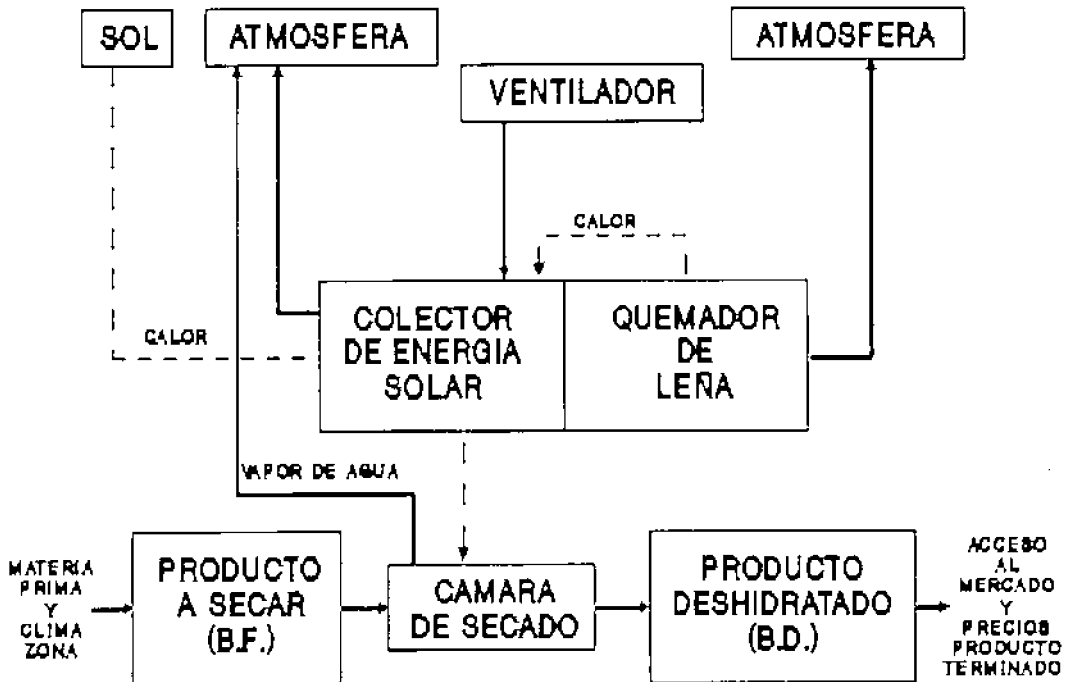 SOL
ATMOSFERA
ATMOSFERA
VENTILADOR
CALOR
COLECTOR
DE ENERGIA
SOLAR
QUEMADOR
DE
LEÑA
CALOR
VAPOR DE AGUA
MATERIA
PRIMA
Y
CLIMA
ZONA
PRODUCTO
A SECAR
(B.F.)
CAMARA
DE SECADO
PRODUCTO
DESHIDRATADO
(B.D.)
ACCESO
AL
MERCADO
Y
PRECIOS
PRODUCTO
TERMINADO